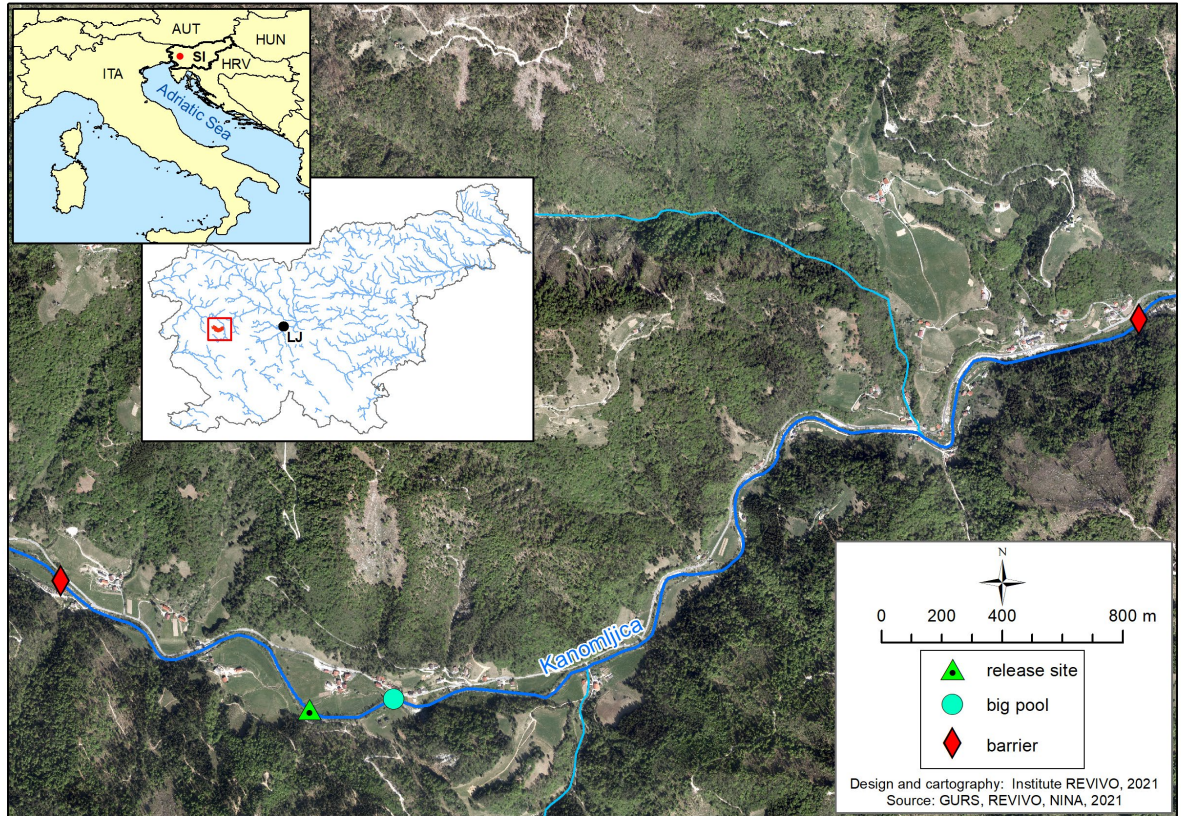 AUT
HUN
SI
HRV
ITA
Adriatic Sea
LJ
Kanomljica
N
0 200 400 800 m
release site
big pool
barrier
Design and cartography: Institute REVIVO, 2021
Source: GURS, REVIVO, NINA, 2021